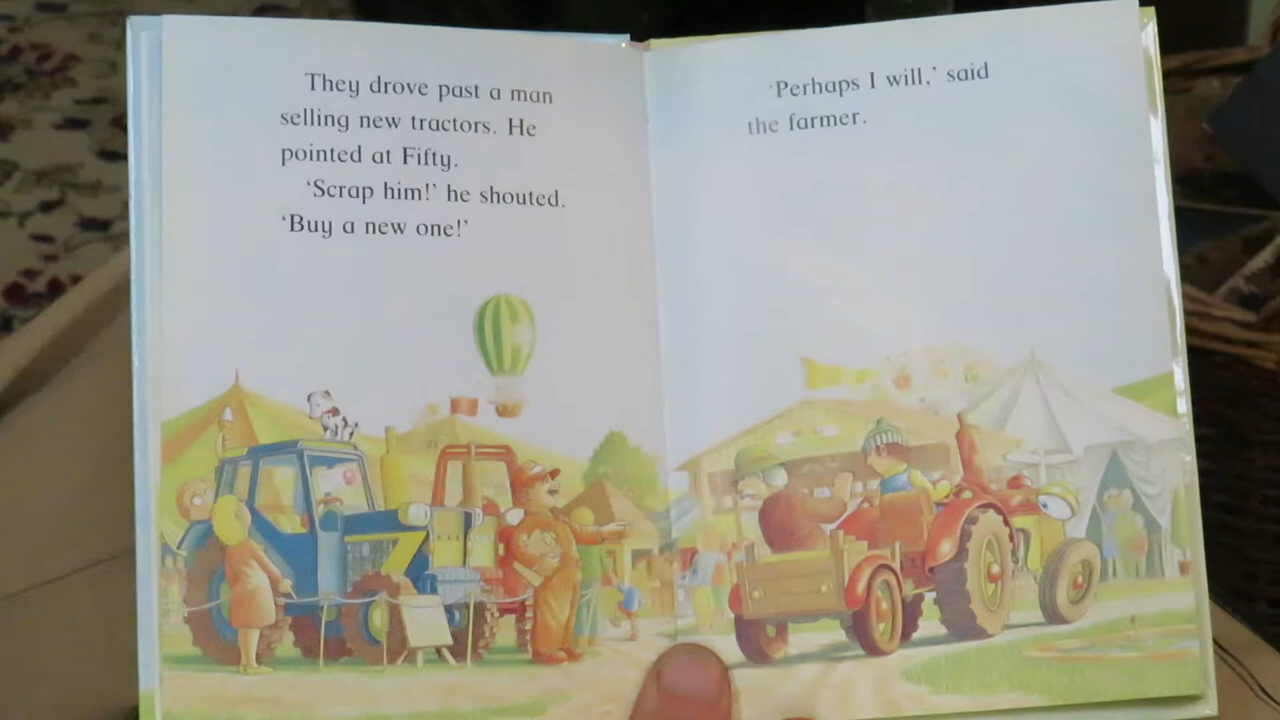 They drove past a man
selling new tractors. He
pointed at Fifty.
‘Scrap him!’ he shouted.
‘Buy a new one!’
‘Perhaps I will,’ said
the farmer.